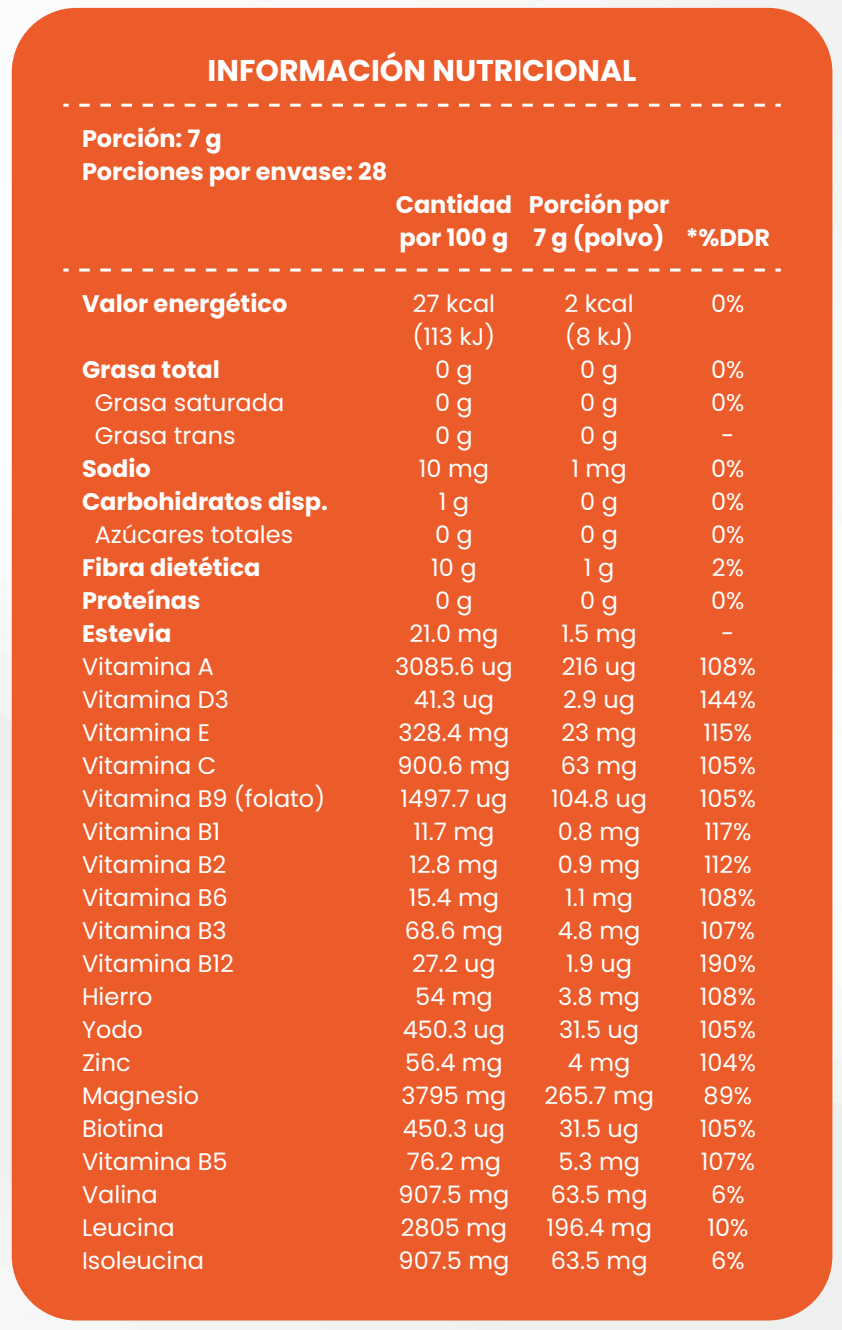 INFORMACIÓN NUTRICIONAL
Porción: 7 g
Porciones por envase: 28
Cantidad Porción por
por 100 g 7 g (polvo) *%DDR
Valor energético 27 kcal 2 kcal 0%
(113 kJ) (8 kJ)
Grasa total 0 g 0 g 0%
Grasa saturada 0 g 0 g 0%
Grasa trans 0 g 0 g -
Sodio 10 mg 1 mg 0%
Carbohidratos disp. 1 g 0 g 0%
Azúcares totales 0 g 0 g 0%
Fibra dietética 10 g 1 g 2%
Proteínas 0 g 0 g 0%
Estevia 21.0 mg 1.5 mg -
Vitamina A 3085.6 ug 216 ug 108%
Vitamina D3 41.3 ug 2.9 ug 144%
Vitamina E 328.4 mg 23 mg 115%
Vitamina C 900.6 mg 63 mg 105%
Vitamina B9 (folato) 1497.7 ug 104.8 ug 105%
Vitamina B1 11.7 mg 0.8 mg 117%
Vitamina B2 12.8 mg 0.9 mg 112%
Vitamina B6 15.4 mg 1.1 mg 108%
Vitamina B3 68.6 mg 4.8 mg 107%
Vitamina B12 27.2 ug 1.9 ug 190%
Hierro 54 mg 3.8 mg 108%
Yodo 450.3 ug 31.5 ug 105%
Zinc 56.4 mg 4 mg 104%
Magnesio 3795 mg 265.7 mg 89%
Biotina 450.3 ug 31.5 ug 105%
Vitamina B5 76.2 mg 5.3 mg 107%
Valina 907.5 mg 63.5 mg 6%
Leucina 2805 mg 196.4 mg 10%
Isoleucina 907.5 mg 63.5 mg 6%